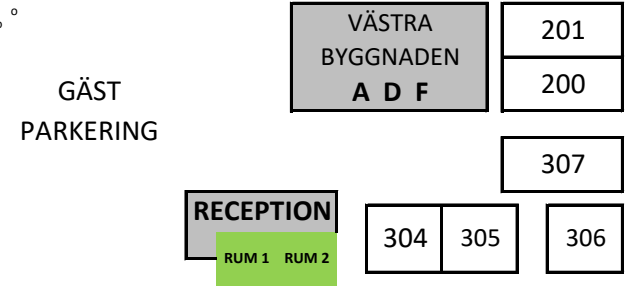 VÄSTRA
BYGGNADEN
A D F
201
200
GÄST
PARKERING
307
RECEPTION
RUM 1 RUM 2
304
305
306